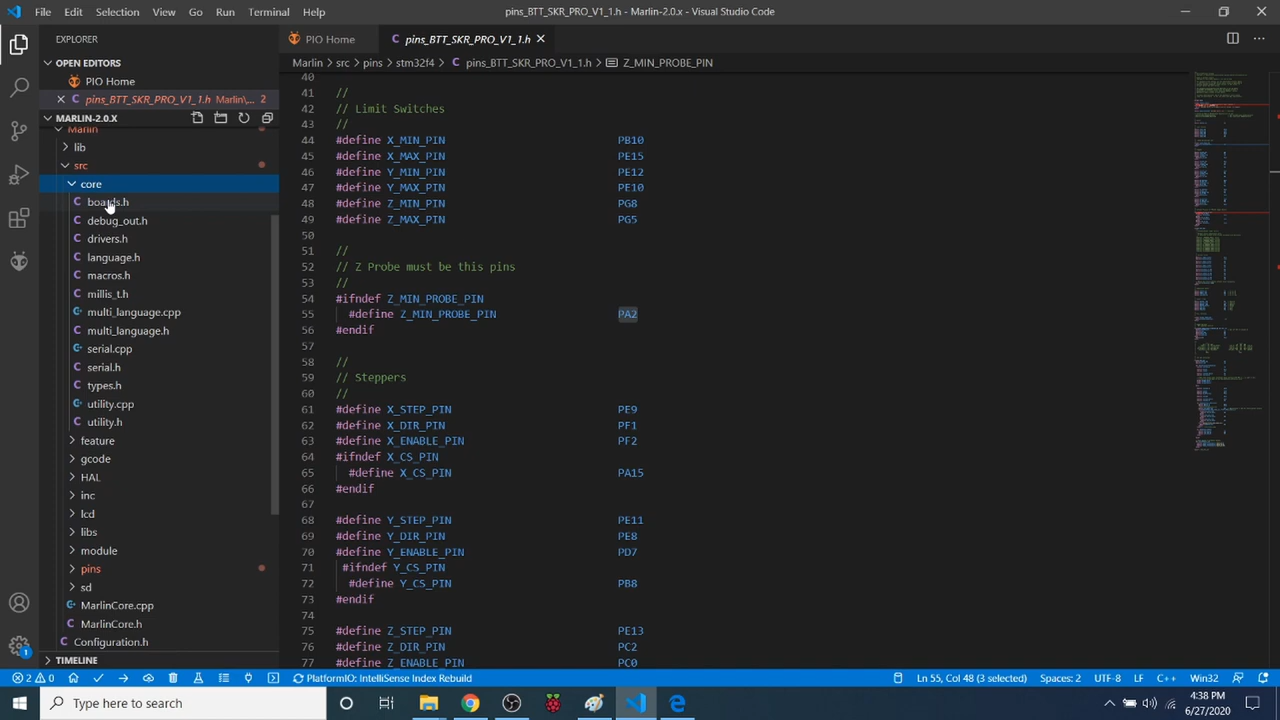 File Edit Selection View Go Run Terminal Help
pins_BTT_SKR_PRO_V1_1.h - Marlin-2.0.x - Visual Studio Code
EXPLORER
OPEN EDITORS
PIO Home
pins_BTT_SKR_PRO_V1_1.h Marlin\... 2
MARLIN-2.0.X
Marlin
lib
src
core
boards.h
debug_out.h
drivers.h
language.h
macros.h
millis_t.h
multi_language.cpp
multi_language.h
serial.cpp
serial.h
types.h
utility.cpp
utility.h
feature
gcode
HAL
inc
lcd
libs
module
pins
sd
MarlinCore.cpp
MarlinCore.h
Configuration.h
TIMELINE
PIO Home
pins_BTT_SKR_PRO_V1_1.h
Marlin > src > pins > stm32f4 > pins_BTT_SKR_PRO_V1_1.h > Z_MIN_PROBE_PIN
40
41 //
42 // Limit Switches
43 //
44 #define X_MIN_PIN PB10
45 #define X_MAX_PIN PE15
46 #define Y_MIN_PIN PE12
47 #define Y_MAX_PIN PE10
48 #define Z_MIN_PIN PG8
49 #define Z_MAX_PIN PG5
50
51 //
52 // Z Probe must be this pins
53 //
54 #ifndef Z_MIN_PROBE_PIN
55 #define Z_MIN_PROBE_PIN PA2
56 #endif
57
58 //
59 // Steppers
60 //
61 #define X_STEP_PIN PE9
62 #define X_DIR_PIN PF1
63 #define X_ENABLE_PIN PF2
64 #ifndef X_CS_PIN
65 #define X_CS_PIN PA15
66 #endif
67
68 #define Y_STEP_PIN PE11
69 #define Y_DIR_PIN PE8
70 #define Y_ENABLE_PIN PD7
71 #ifndef Y_CS_PIN
72 #define Y_CS_PIN PB8
73 #endif
74
75 #define Z_STEP_PIN PE13
76 #define Z_DIR_PIN PC2
77 #define Z_ENABLE_PIN PC0
2 0 PlatformIO: IntelliSense Index Rebuild Ln 55, Col 48 (3 selected) Spaces: 2 UTF-8 LF C++ Win32
1
Type here to search
4:38 PM
6/27/2020